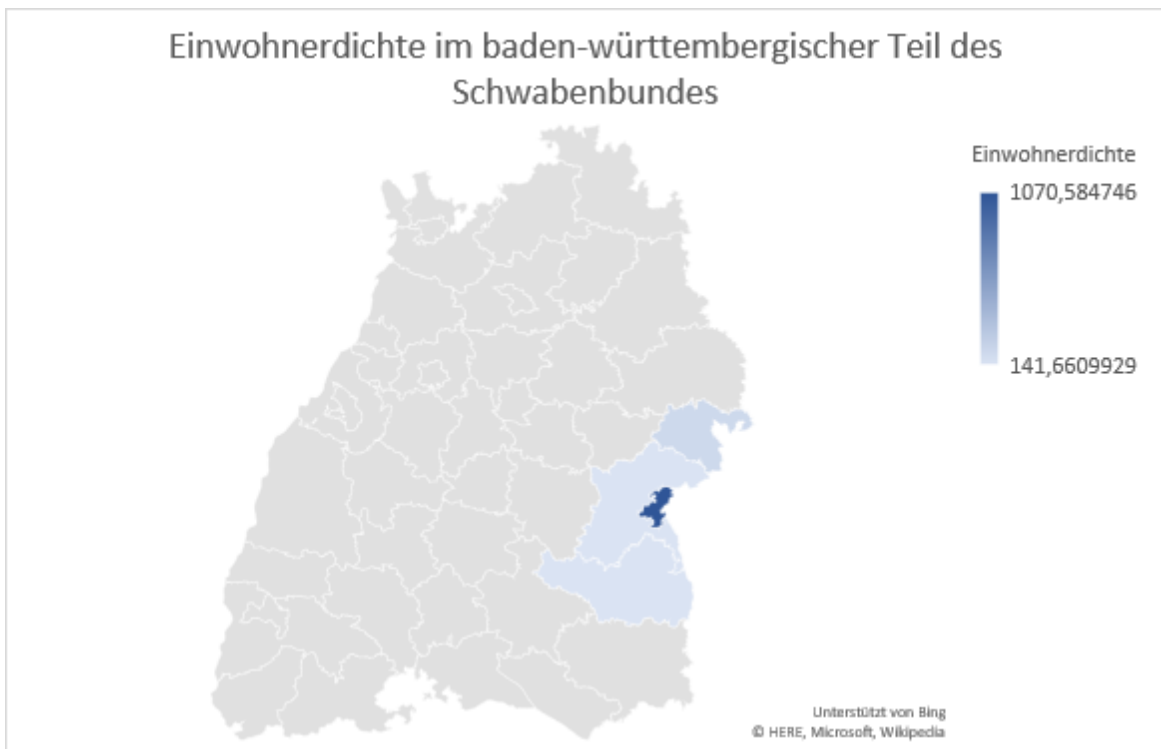 Einwohnerdichte im baden-württembergischer Teil des
Schwabenbundes
Einwohnerdichte
1070,584746
141,6609929
Unterstützt von Bing
© HERE, Microsoft, Wikipedia